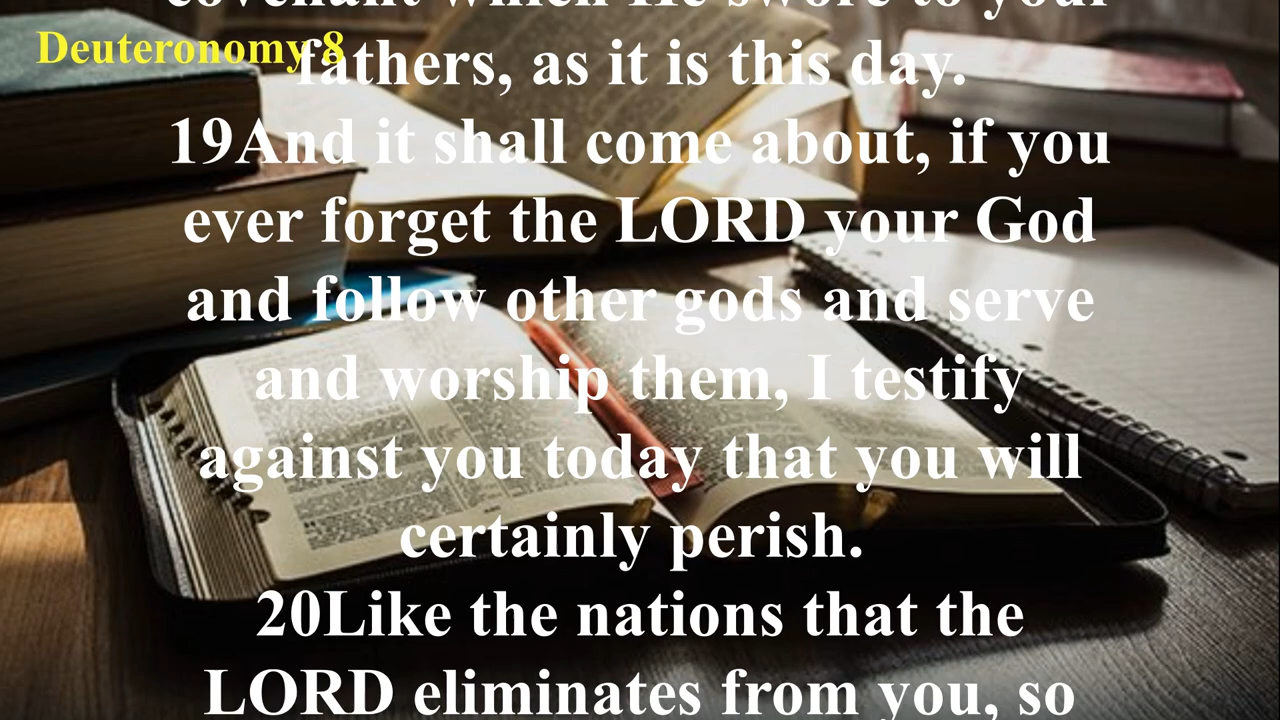 covenant which He swore to your
Deuteronomy 8
fathers, as it is this day.
19And it shall come about, if you
ever forget the LORD your God
and follow other gods and serve
and worship them, I testify
against you today that you will
certainly perish.
20Like the nations that the
LORD eliminates from you, so